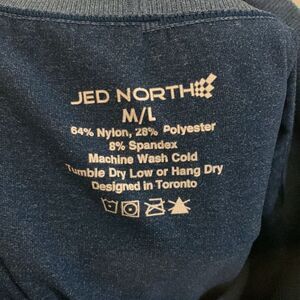 JED NORTH
M/L
64% Nylon, 28% Polyester
8% Spandex
Machine Wash Cold
Tumble Dry Low or Hang Dry
Designed in Toronto